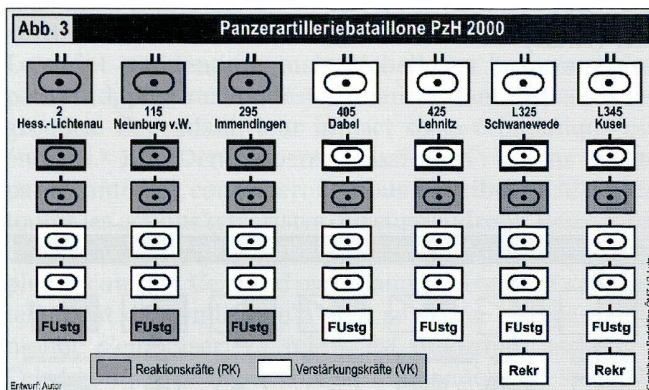 Abb. 3
Panzerartilleriebataillone PzH 2000
2 115 295 405 425 L325 L345
Hess.-Lichtenau Neunburg v.W. Immendingen Dabel Lehnitz Schwanewede Kusel
FUstg FUstg FUstg FUstg FUstg FUstg FUstg
Rekr Rekr
Reaktionskräfte (RK) Verstärkungskräfte (VK)
Entwurf: Autor